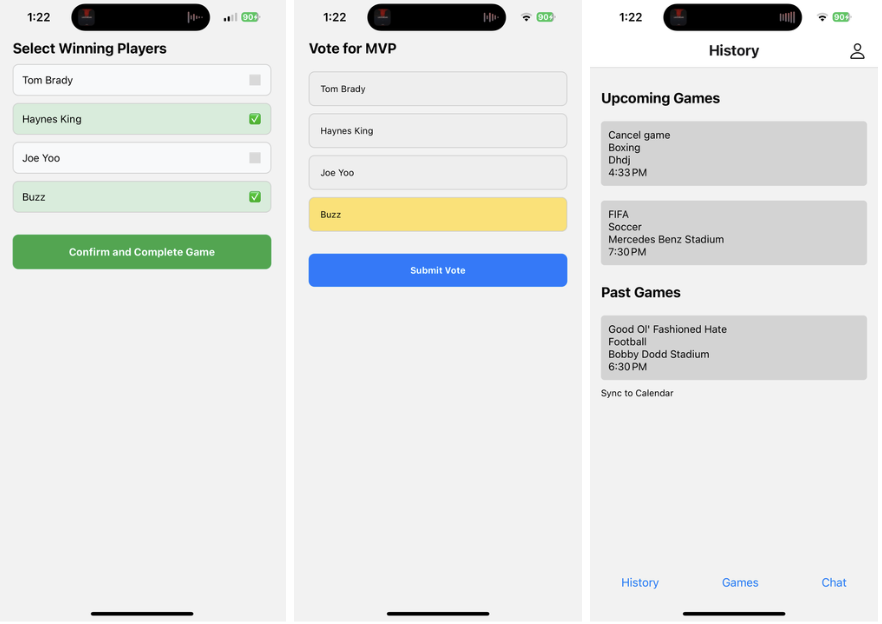 1:22
90+
Select Winning Players
Tom Brady
Haynes King
Joe Yoo
Buzz
Confirm and Complete Game
1:22
90+
Vote for MVP
Tom Brady
Haynes King
Joe Yoo
Buzz
Submit Vote
1:22
90+
History
Upcoming Games
Cancel game
Boxing
Dhdj
4:33 PM
FIFA
Soccer
Mercedes Benz Stadium
7:30 PM
Past Games
Good Ol' Fashioned Hate
Football
Bobby Dodd Stadium
6:30 PM
Sync to Calendar
History Games Chat